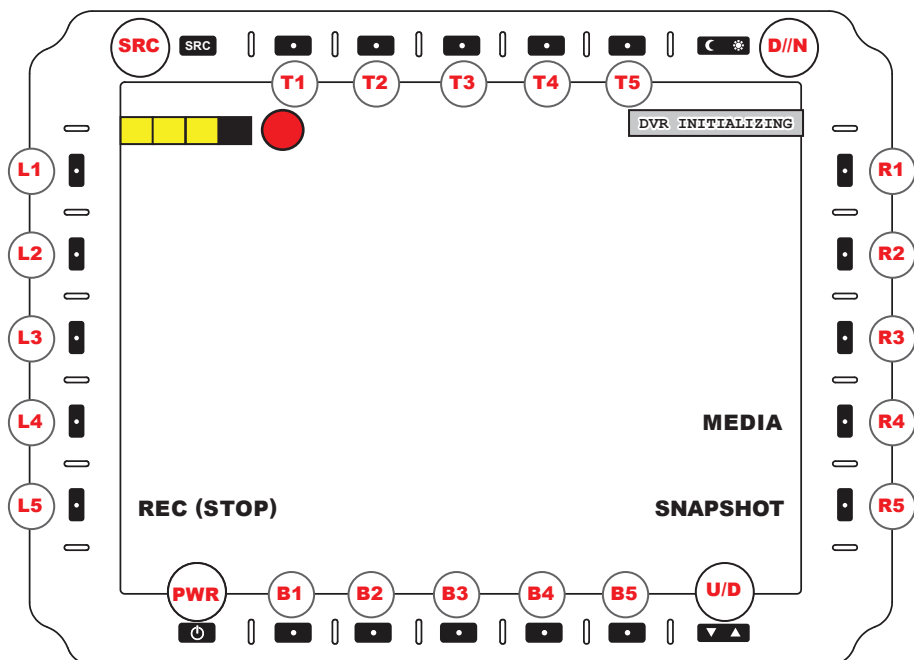 SRC SRC D//N
T1 T2 T3 T4 T5
DVR INITIALIZING
L1 R1
L2 R2
L3 R3
L4 R4
MEDIA
L5 R5
REC (STOP) SNAPSHOT
PWR B1 B2 B3 B4 B5 U/D